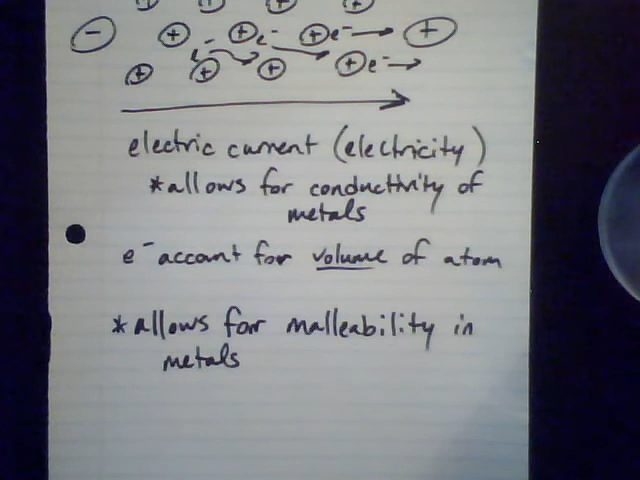 + + + +
- + + e- + e- +
e- + + + + e-
electric current (electricity)
*allows for conductivity of
metals
e- account for volume of atom
*allows for malleability in
metals